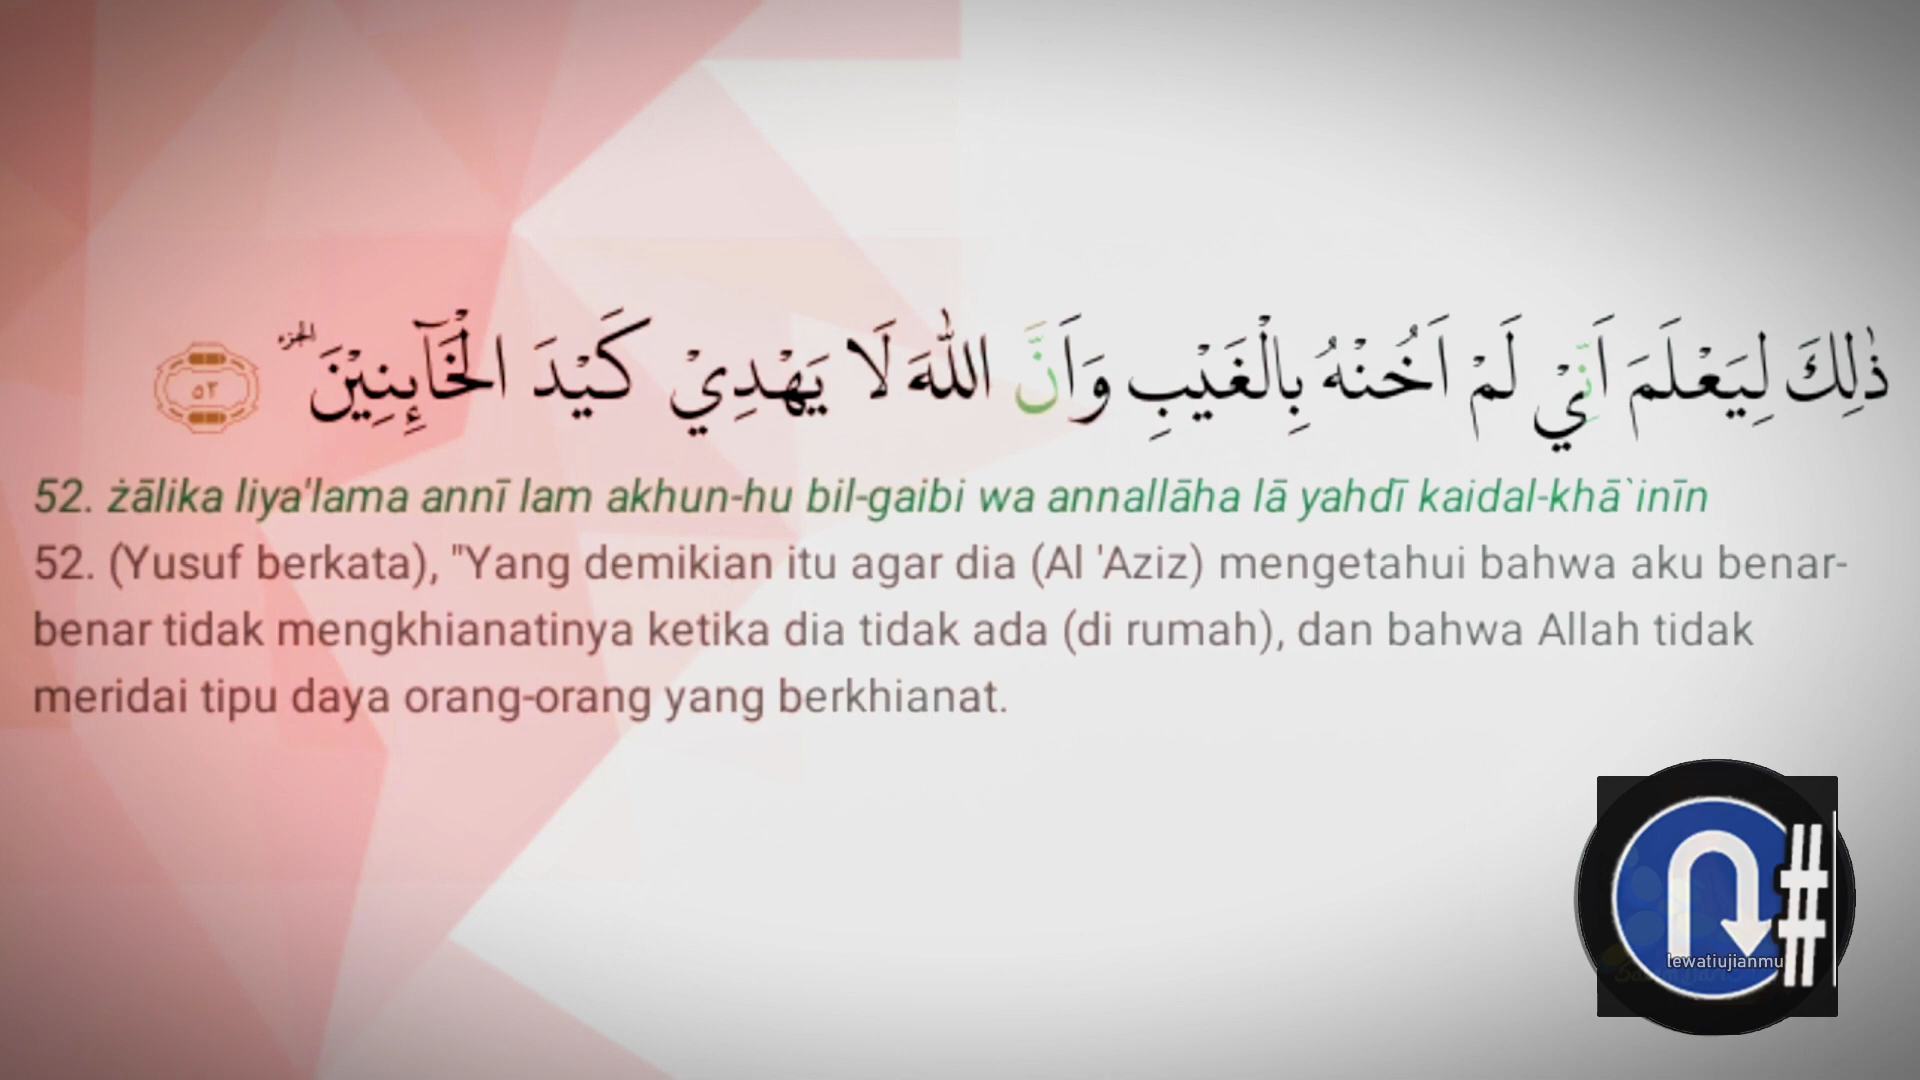 ذٰلِكَ لِيَعْلَمَ اَنِّيْ لَمْ اَخُنْهُ بِالْغَيْبِ وَاَنَّ اللّٰهَ لَا يَهْدِيْ كَيْدَ الْخَاۤىِٕنِيْنَ ۔ الجزء ٥٢
52. żālika liya'lama annī lam akhun-hu bil-gaibi wa annallāha lā yahdī kaidal-khā`inīn
52. (Yusuf berkata), "Yang demikian itu agar dia (Al 'Aziz) mengetahui bahwa aku benar-
benar tidak mengkhianatinya ketika dia tidak ada (di rumah), dan bahwa Allah tidak
meridai tipu daya orang-orang yang berkhianat.
#
lewatiujianmu